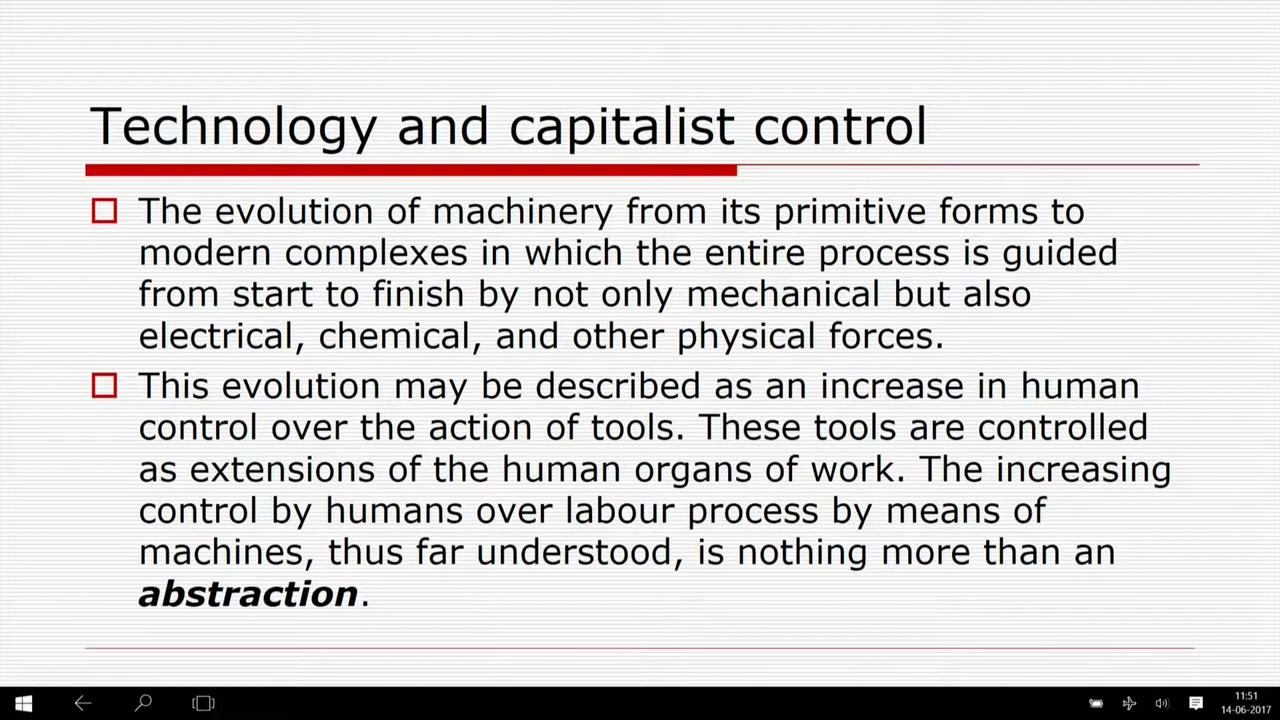 Technology and capitalist control
The evolution of machinery from its primitive forms to
modern complexes in which the entire process is guided
from start to finish by not only mechanical but also
electrical, chemical, and other physical forces.
This evolution may be described as an increase in human
control over the action of tools. These tools are controlled
as extensions of the human organs of work. The increasing
control by humans over labour process by means of
machines, thus far understood, is nothing more than an
abstraction.
11:51
14-06-2017